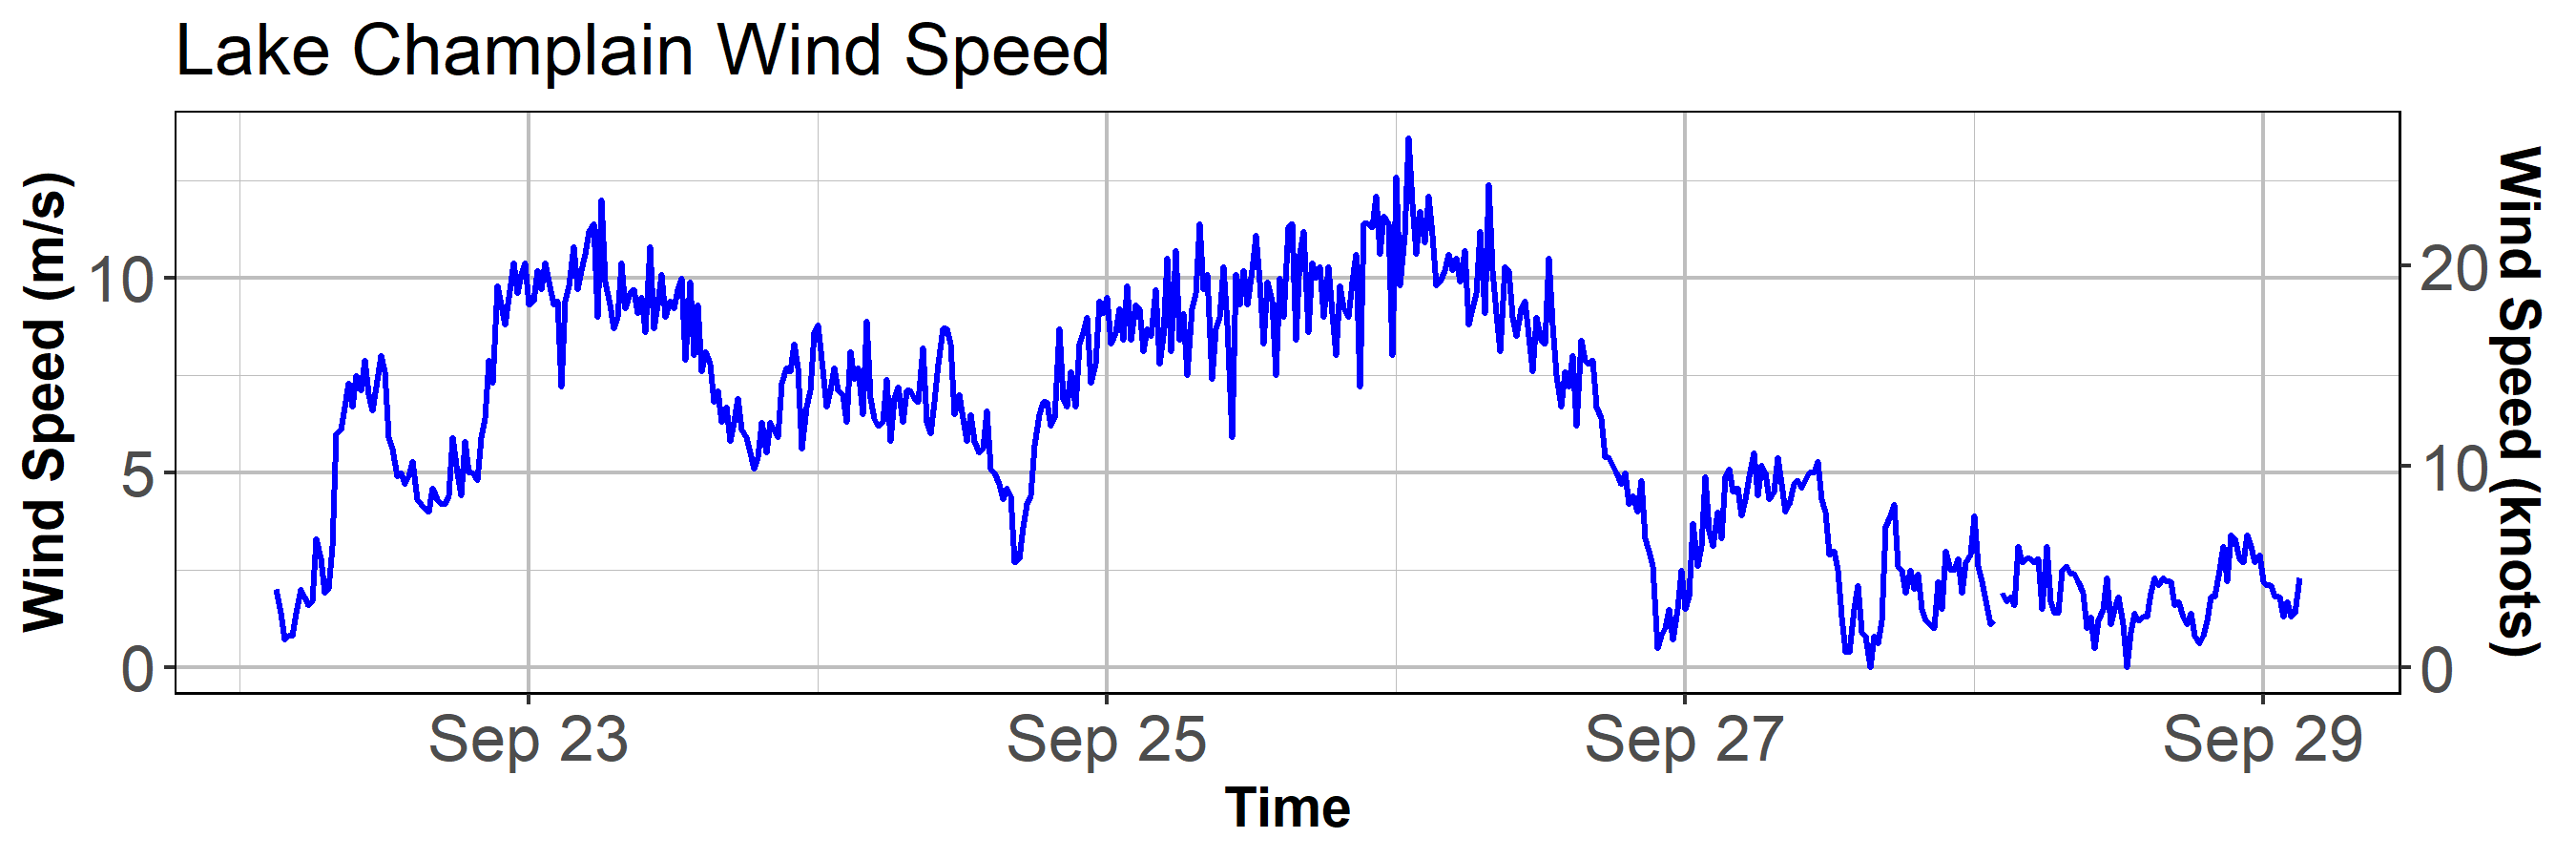 Lake Champlain Wind Speed
Wind Speed (m/s)
10
5
0
20
10
0
Wind Speed (knots)
Sep 23
Sep 25
Sep 27
Sep 29
Time